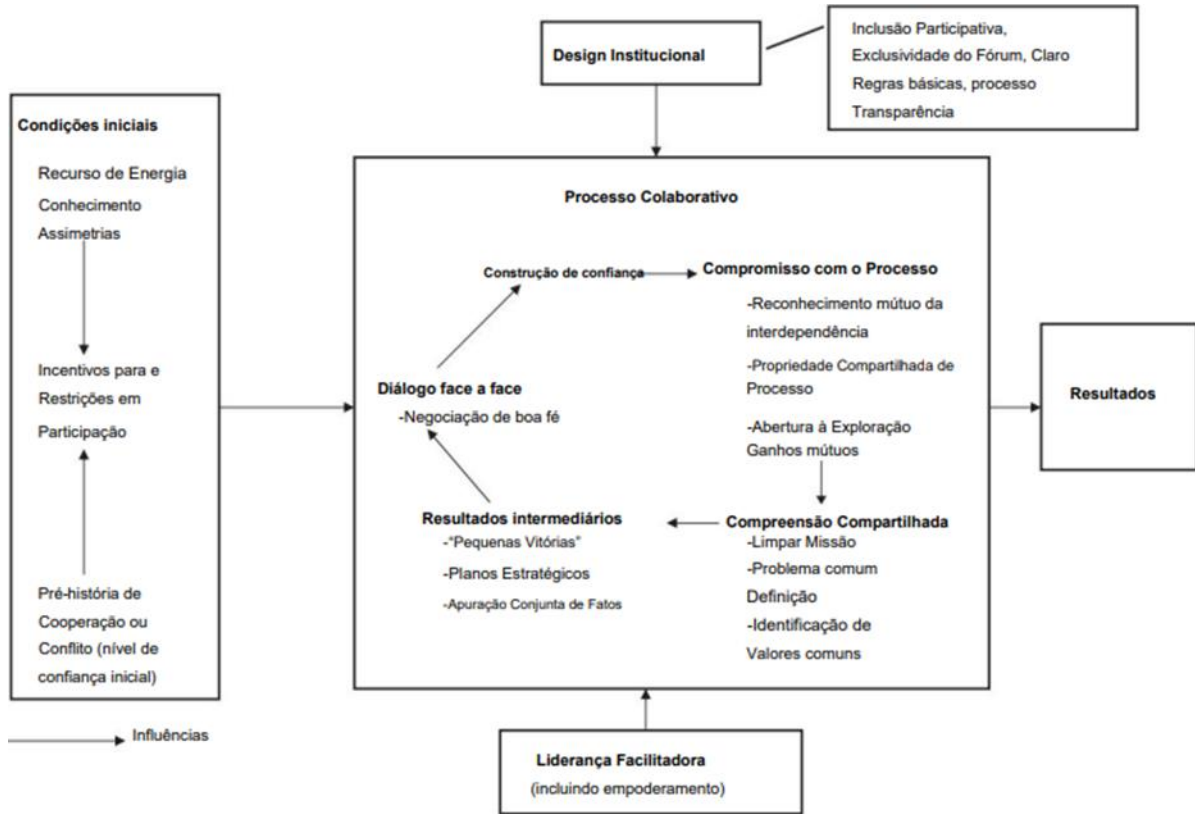 Design Institucional
Inclusão Participativa,
Exclusividade do Fórum, Claro
Regras básicas, processo
Transparência
Condições iniciais
Recurso de Energia
Conhecimento
Assimetrias
Incentivos para e
Restrições em
Participação
Pré-história de
Cooperação ou
Conflito (nível de
confiança inicial)
Influências
Processo Colaborativo
Construção de confiança
Compromisso com o Processo
-Reconhecimento mútuo da
interdependência
-Propriedade Compartilhada de
Processo
-Abertura à Exploração
Ganhos mútuos
Diálogo face a face
-Negociação de boa fé
Resultados intermediários
-"Pequenas Vitórias"
-Planos Estratégicos
-Apuração Conjunta de Fatos
Compreensão Compartilhada
-Limpar Missão
-Problema comum
Definição
-Identificação de
Valores comuns
Resultados
Liderança Facilitadora
(incluindo empoderamento)